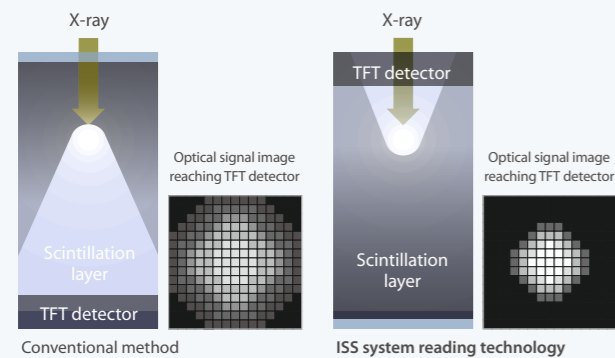 X-ray
Optical signal image
reaching TFT detector
Scintillation
layer
TFT detector
Conventional method
X-ray
TFT detector
Optical signal image
reaching TFT detector
Scintillation
layer
ISS system reading technology